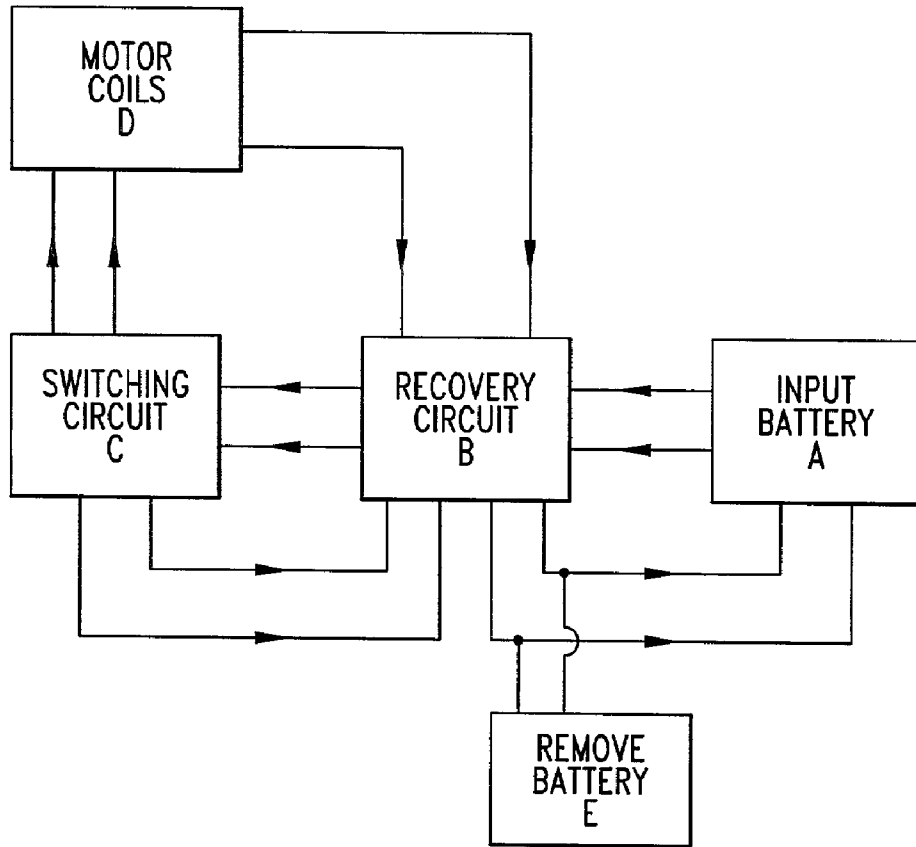 MOTOR
COILS
D
SWITCHING
CIRCUIT
C
RECOVERY
CIRCUIT
B
INPUT
BATTERY
A
REMOVE
BATTERY
E